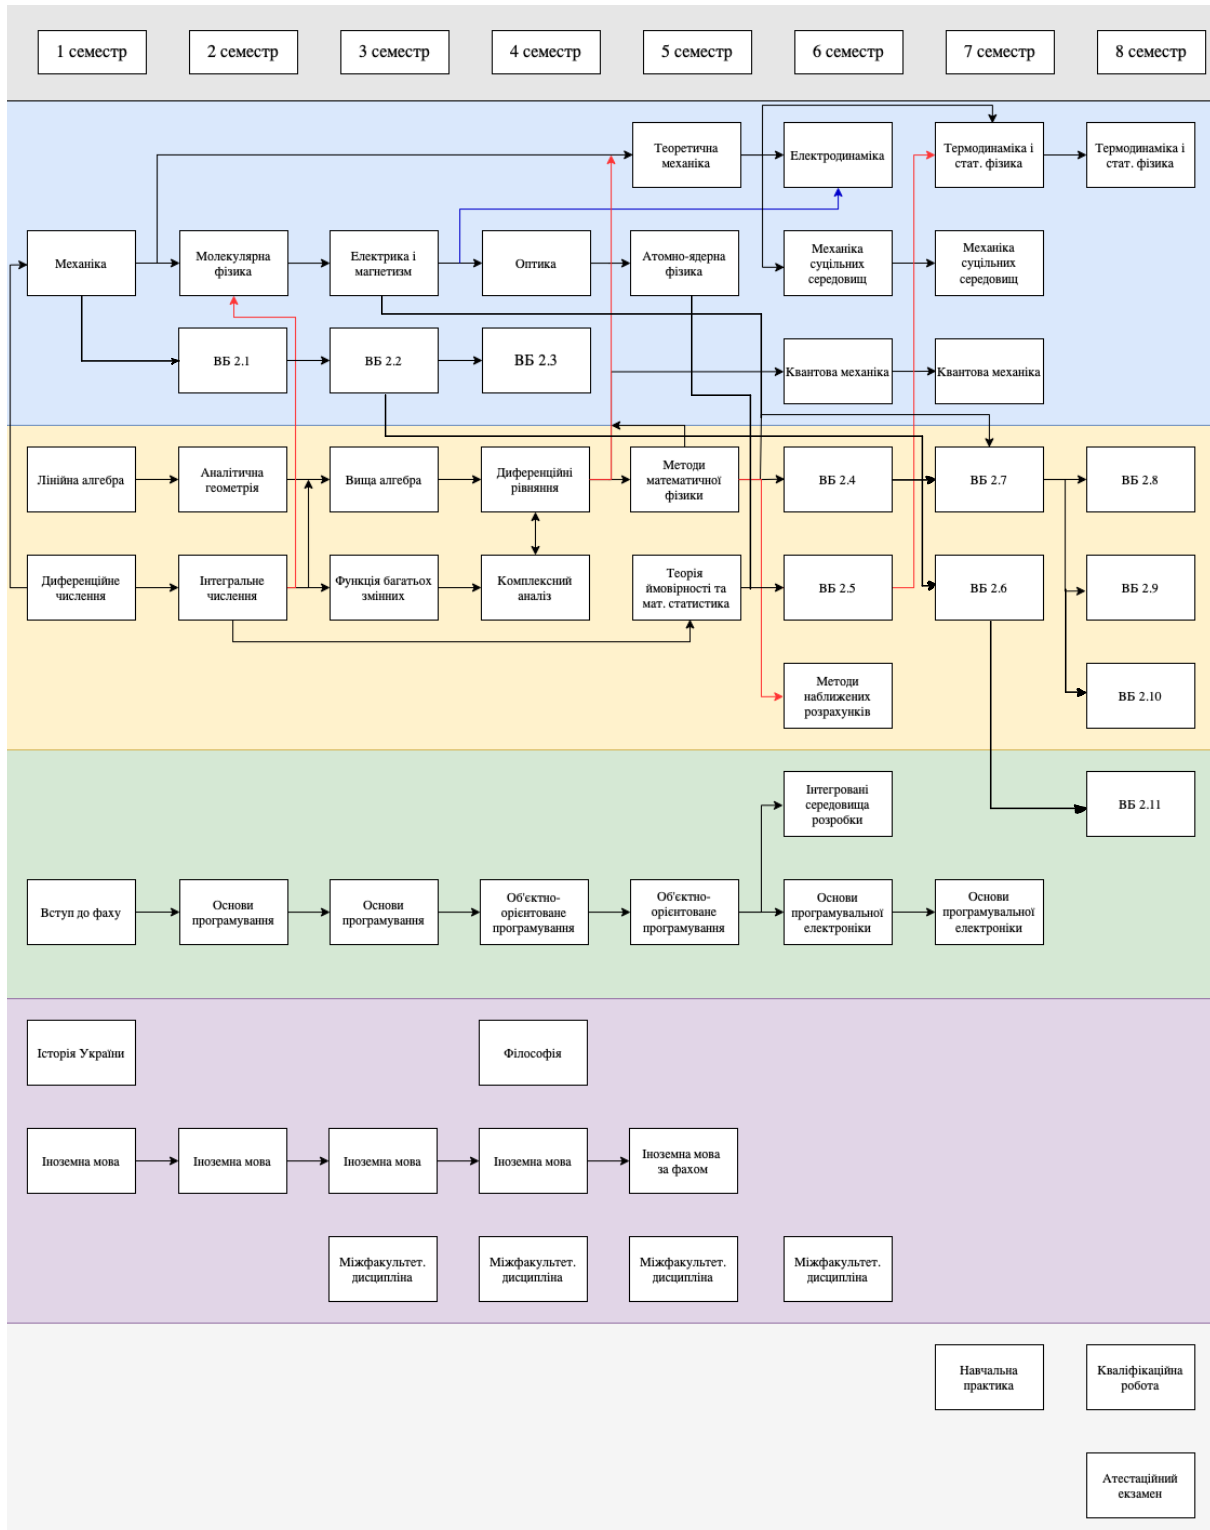 1 семестр
2 семестр
3 семестр
4 семестр
5 семестр
6 семестр
7 семестр
8 семестр
Теоретична
механіка
Електродинаміка
Термодинаміка і
стат. фізика
Термодинаміка і
стат. фізика
Механіка
Молекулярна
фізика
Електрика і
магнетизм
Оптика
Атомно-ядерна
фізика
Механіка
суцільних
середовищ
Механіка
суцільних
середовищ
ВБ 2.1
ВБ 2.2
ВБ 2.3
Квантова механіка
Квантова механіка
Лінійна алгебра
Аналітична
геометрія
Вища алгебра
Диференційні
рівняння
Методи
математичної
фізики
ВБ 2.4
ВБ 2.7
ВБ 2.8
Диференційне
числення
Інтегральне
числення
Функція багатьох
змінних
Комплексний
аналіз
Теорія
ймовірності та
мат. статистика
ВБ 2.5
ВБ 2.6
ВБ 2.9
Методи
наближених
розрахунків
ВБ 2.10
Інтегровані
середовища
розробки
ВБ 2.11
Вступ до фаху
Основи
програмування
Основи
програмування
Об'єктно-
орієнтоване
програмування
Об'єктно-
орієнтоване
програмування
Основи
програмувальної
електроніки
Основи
програмувальної
електроніки
Історія України
Філософія
Іноземна мова
Іноземна мова
Іноземна мова
Іноземна мова
Іноземна мова
за фахом
Міжфакультет.
дисципліна
Міжфакультет.
дисципліна
Міжфакультет.
дисципліна
Міжфакультет.
дисципліна
Навчальна
практика
Кваліфікаційна
робота
Атестаційний
екзамен